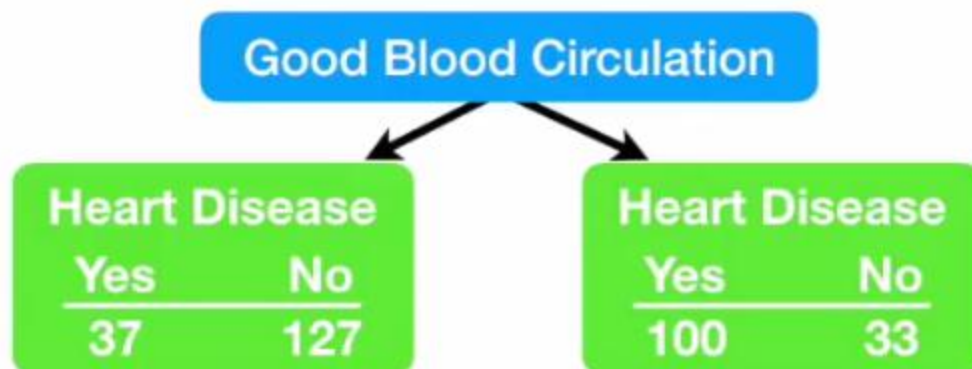 Good Blood Circulation
Heart Disease
Yes No
37 127
Heart Disease
Yes No
100 33